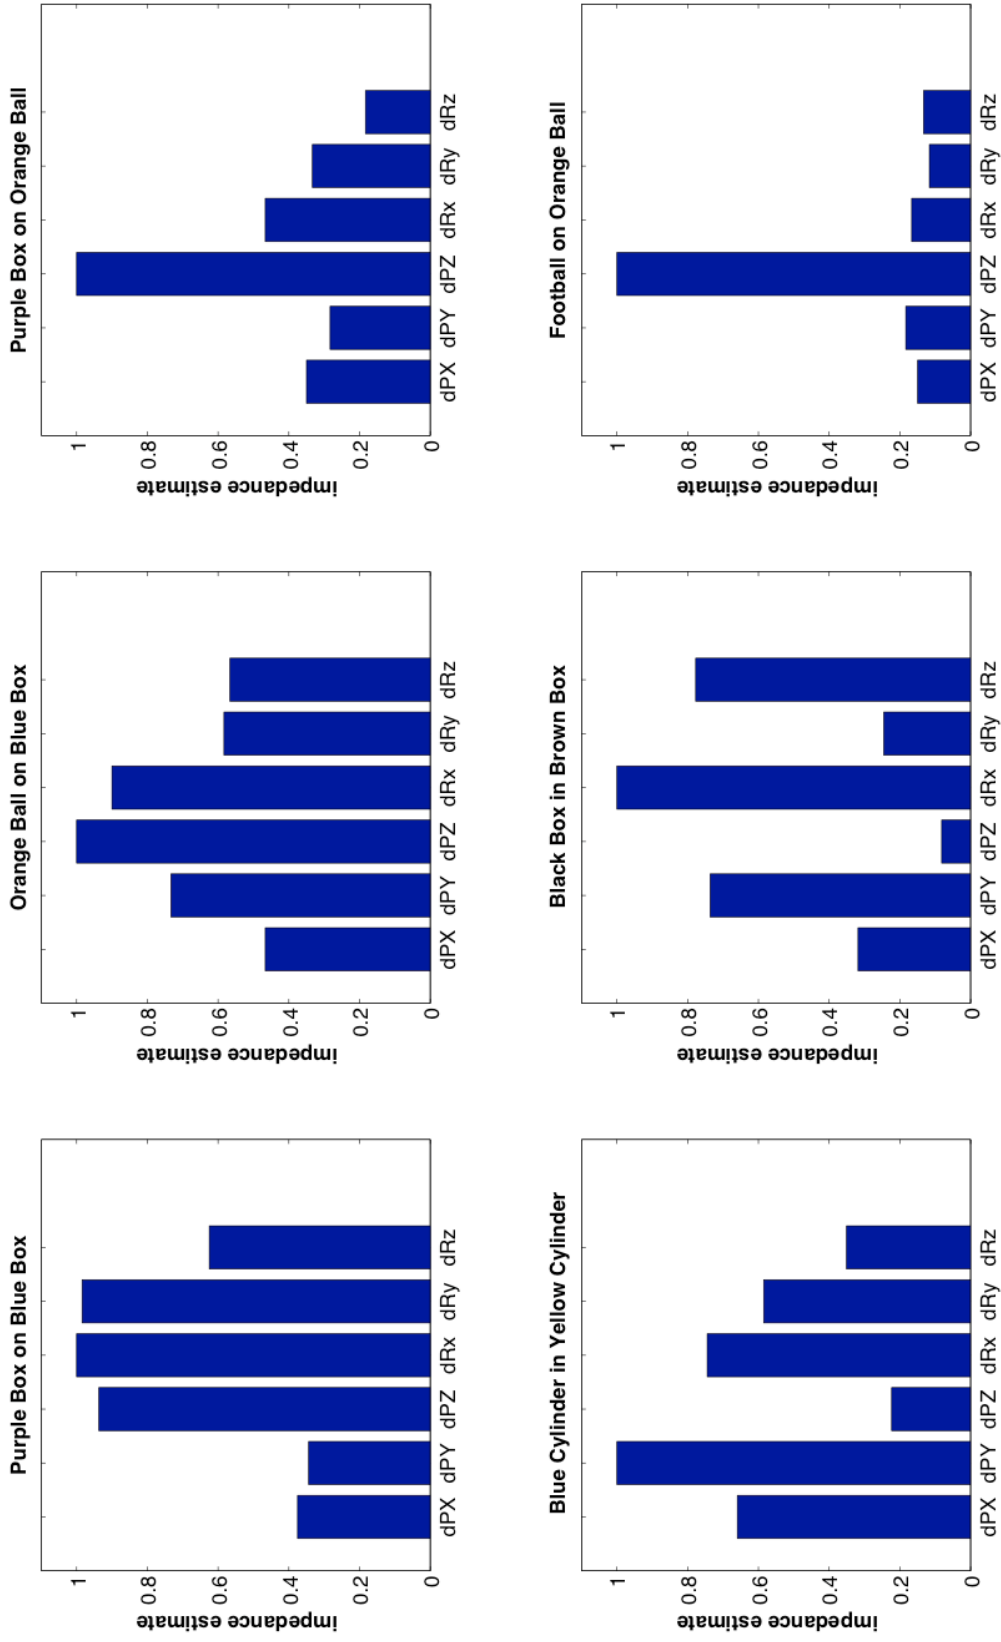 Purple Box on Blue Box
impedance estimate
1
0.8
0.6
0.4
0.2
0
dPX dPY dPZ dRx dRy dRz
Orange Ball on Blue Box
impedance estimate
1
0.8
0.6
0.4
0.2
0
dPX dPY dPZ dRx dRy dRz
Purple Box on Orange Ball
impedance estimate
1
0.8
0.6
0.4
0.2
0
dPX dPY dPZ dRx dRy dRz
Blue Cylinder in Yellow Cylinder
impedance estimate
1
0.8
0.6
0.4
0.2
0
dPX dPY dPZ dRx dRy dRz
Black Box in Brown Box
impedance estimate
1
0.8
0.6
0.4
0.2
0
dPX dPY dPZ dRx dRy dRz
Football on Orange Ball
impedance estimate
1
0.8
0.6
0.4
0.2
0
dPX dPY dPZ dRx dRy dRz